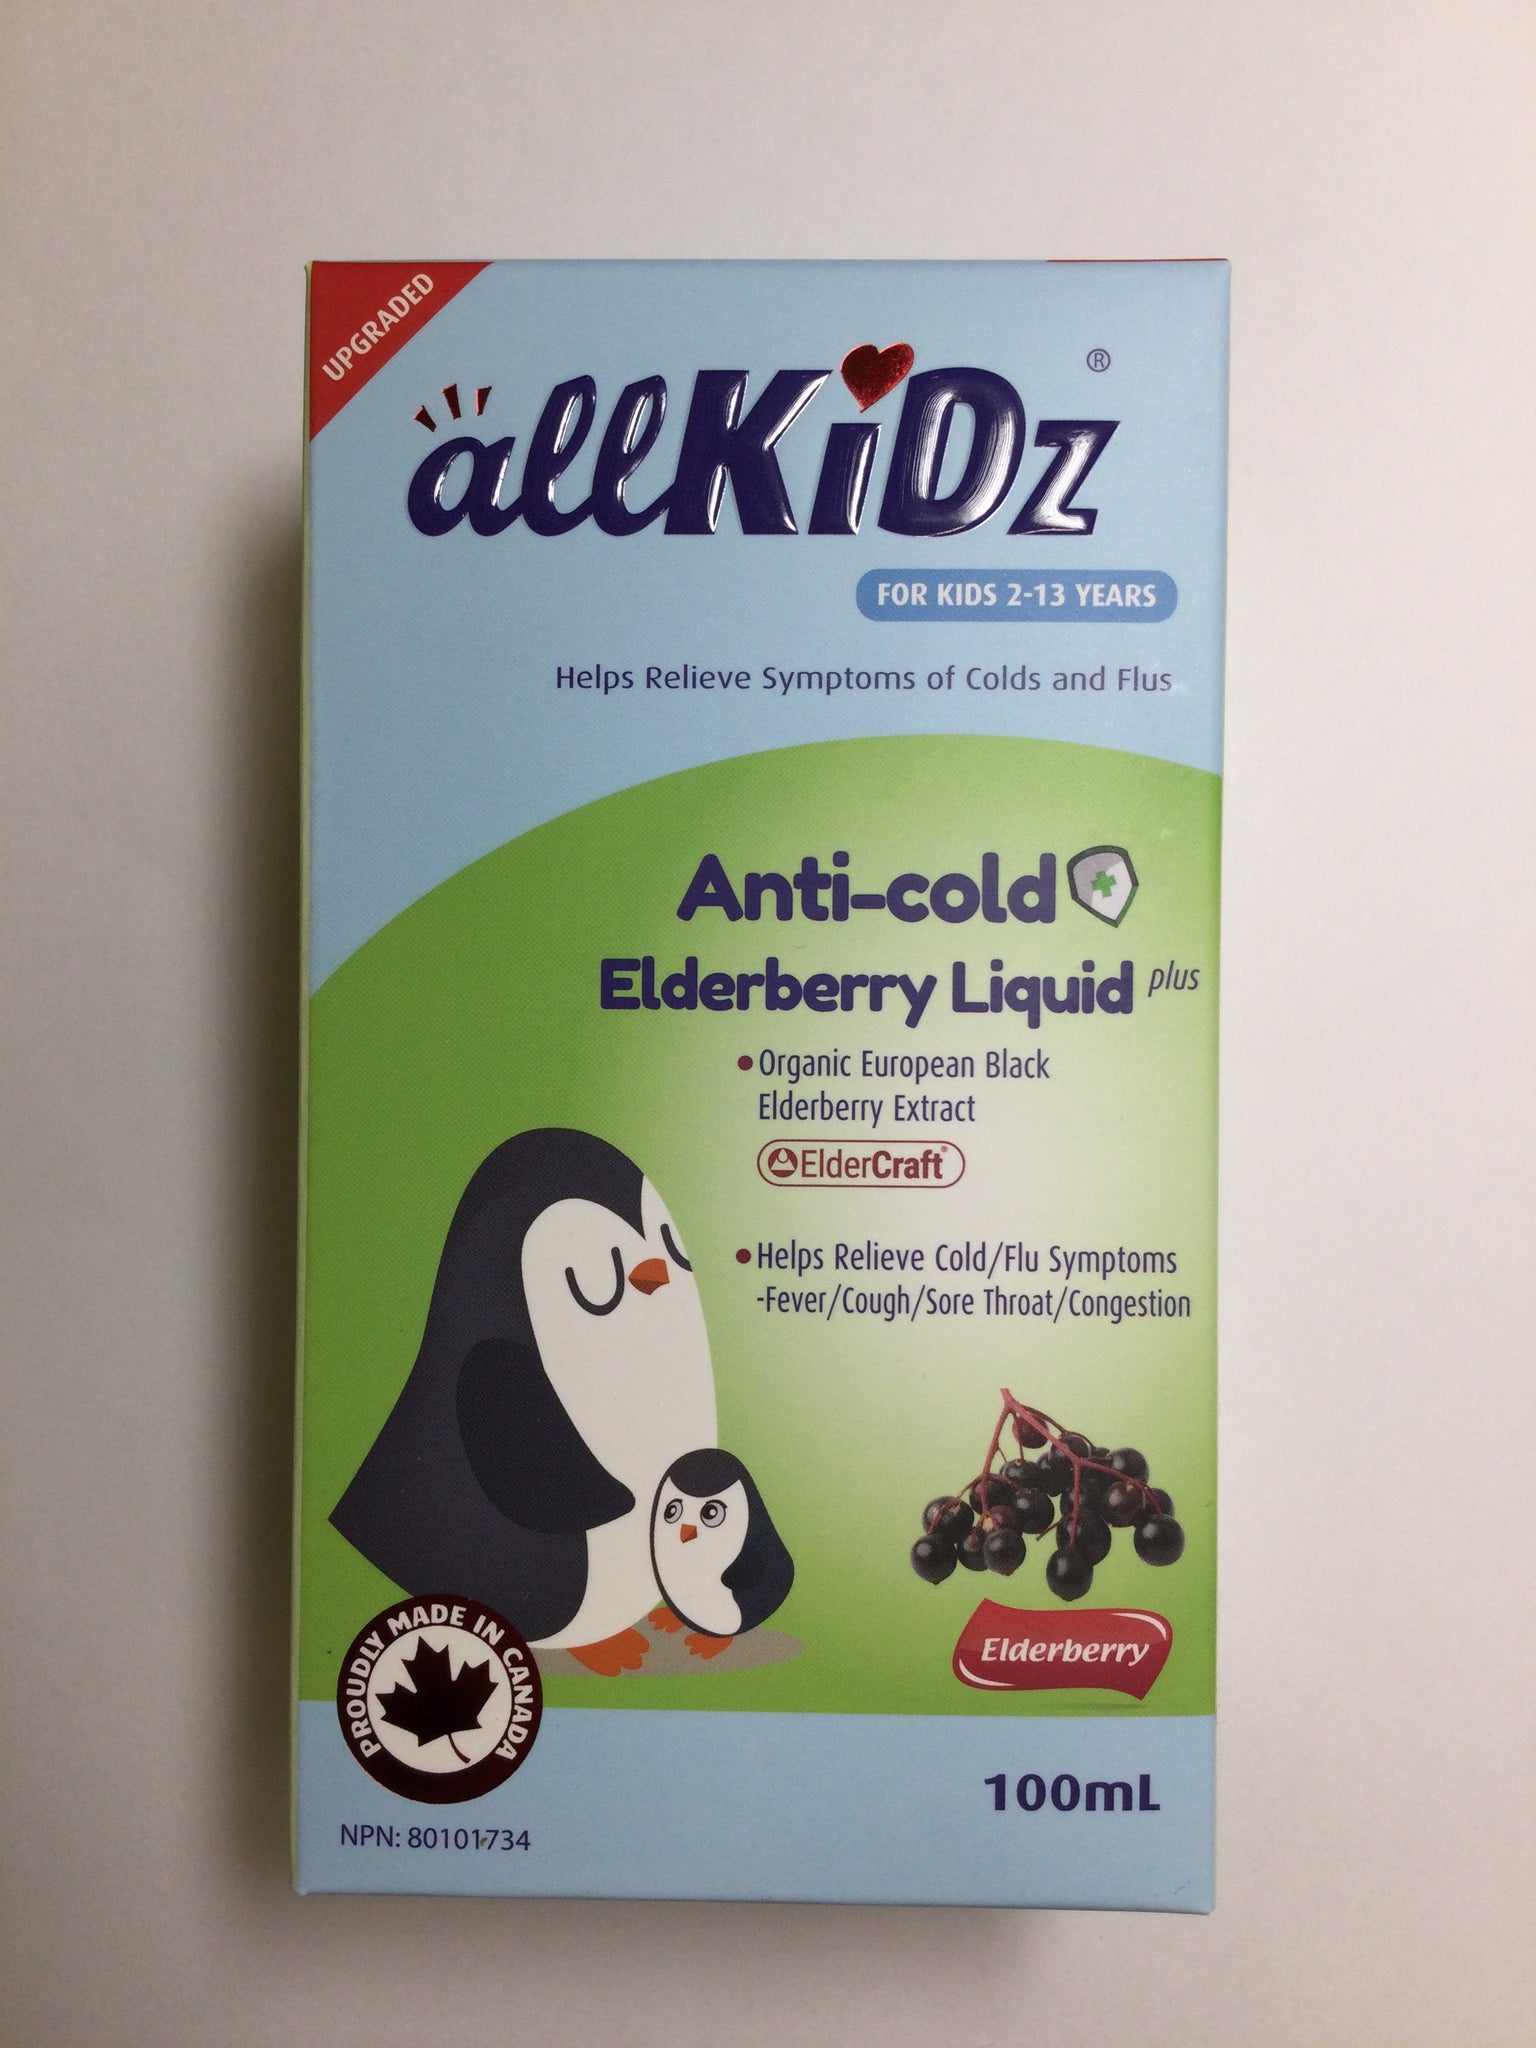 UPGRADED
allKiDz®
FOR KIDS 2-13 YEARS
Helps Relieve Symptoms of Colds and Flus
Anti-cold
Elderberry Liquid plus
•Organic European Black
Elderberry Extract
ElderCraft®
•Helps Relieve Cold/Flu Symptoms
-Fever/Cough/Sore Throat/Congestion
Elderberry
PROUDLY MADE IN CANADA
100mL
NPN: 80101734